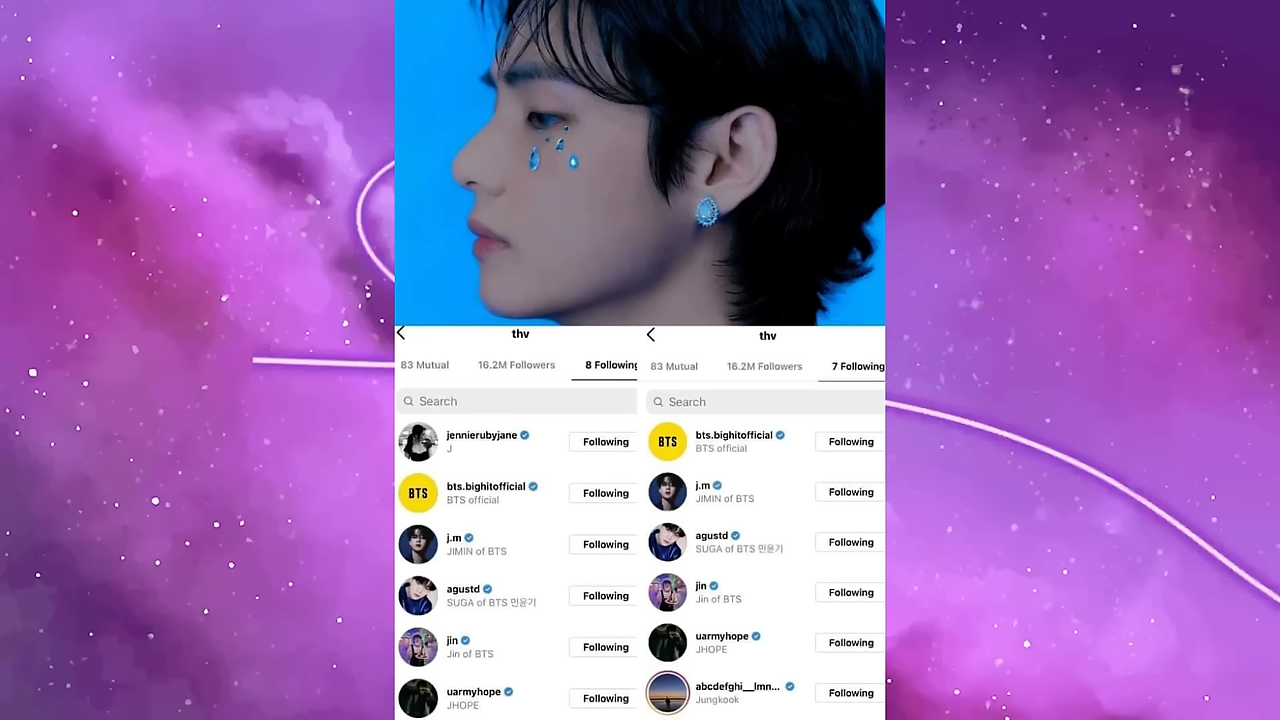 thv
83 Mutual 16.2M Followers 8 Following
Search
jennierubyjane Following
J
BTS
bts.bighitofficial Following
BTS official
j.m Following
JIMIN of BTS
agustd Following
SUGA of BTS 민윤기
jin Following
Jin of BTS
uarmyhope Following
JHOPE
thv
83 Mutual 16.2M Followers 7 Following
Search
BTS
bts.bighitofficial Following
BTS official
j.m Following
JIMIN of BTS
agustd Following
SUGA of BTS 민윤기
jin Following
Jin of BTS
uarmyhope Following
JHOPE
abcdefghi__lmn... Following
Jungkook